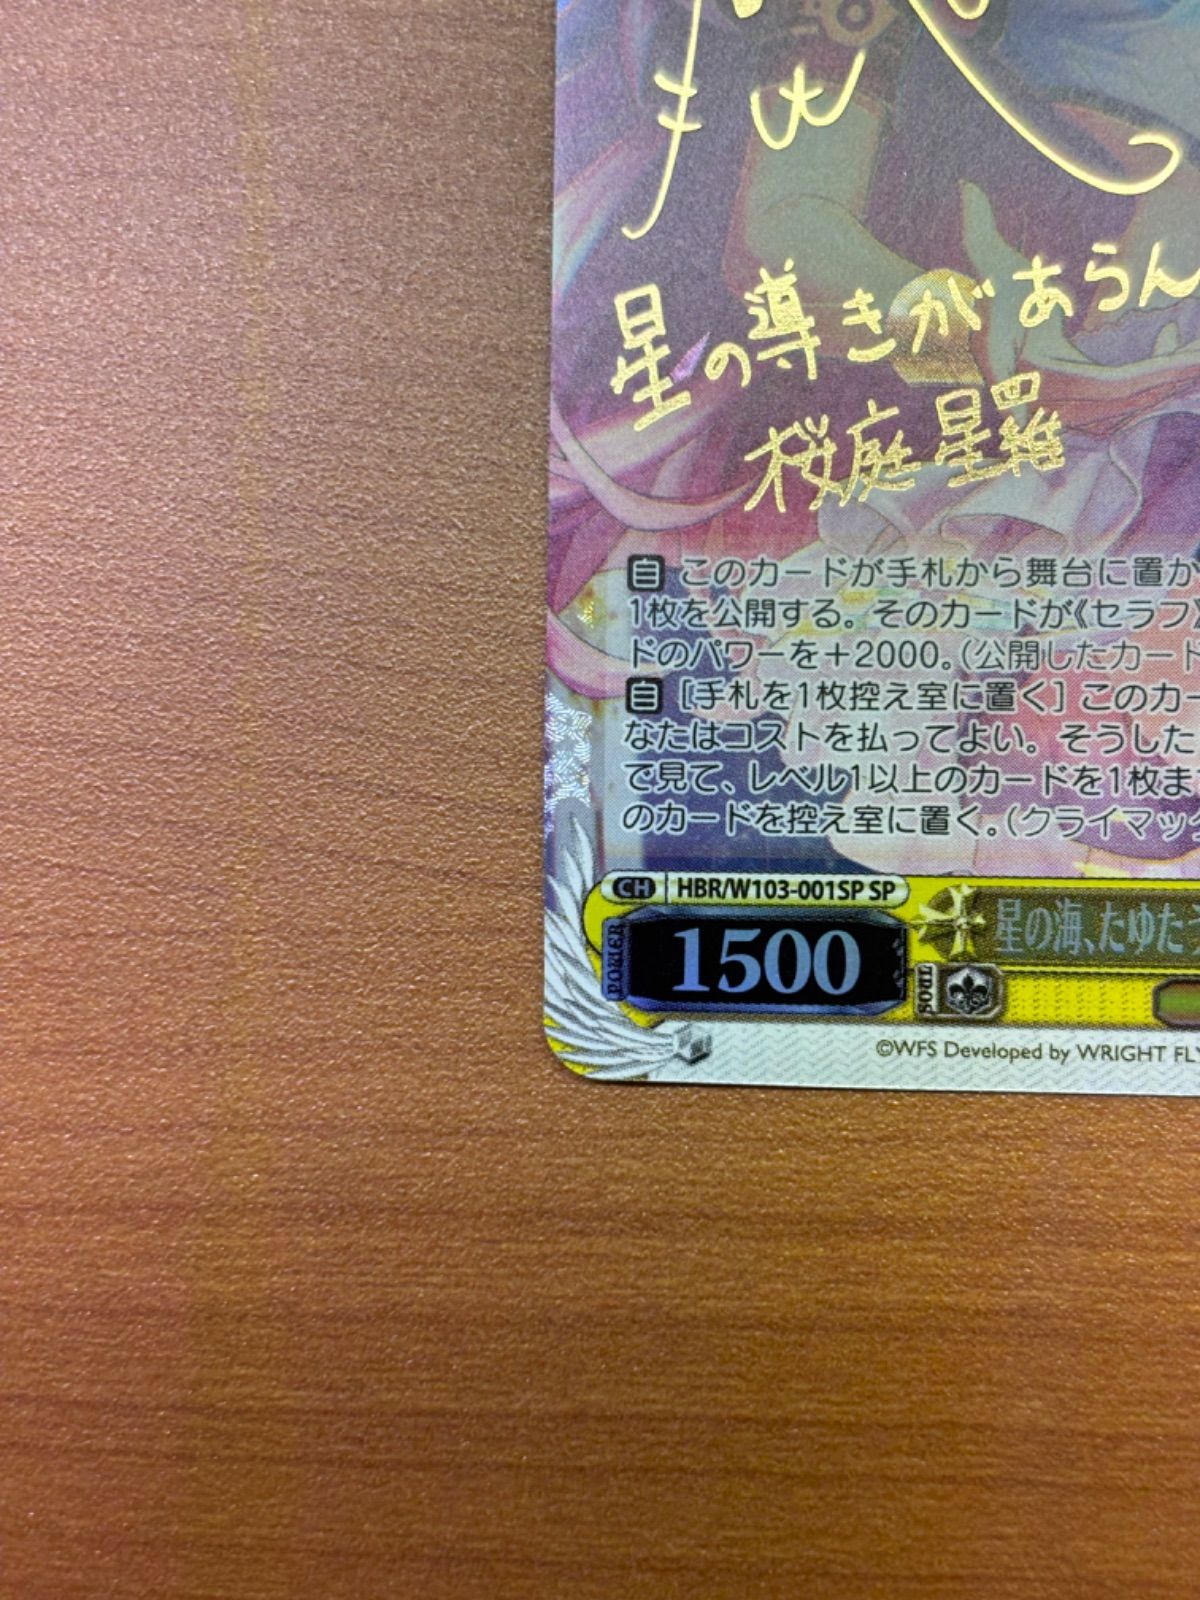 星の導きがあらん
桜庭星羅
自 このカードが手札から舞台に置か
1枚を公開する。そのカードが《セラフ》
ドのパワーを+2000。(公開したカード
自 [手札を1枚控え室に置く] このカー
なたはコストを払ってよい。そうした
で見て、レベル1以上のカードを1枚ま
のカードを控え室に置く。(クライマック
CH HBR/W103-001SP SP
POWER 1500 星の海、たゆたう
SOUL
©WFS Developed by WRIGHT FLY